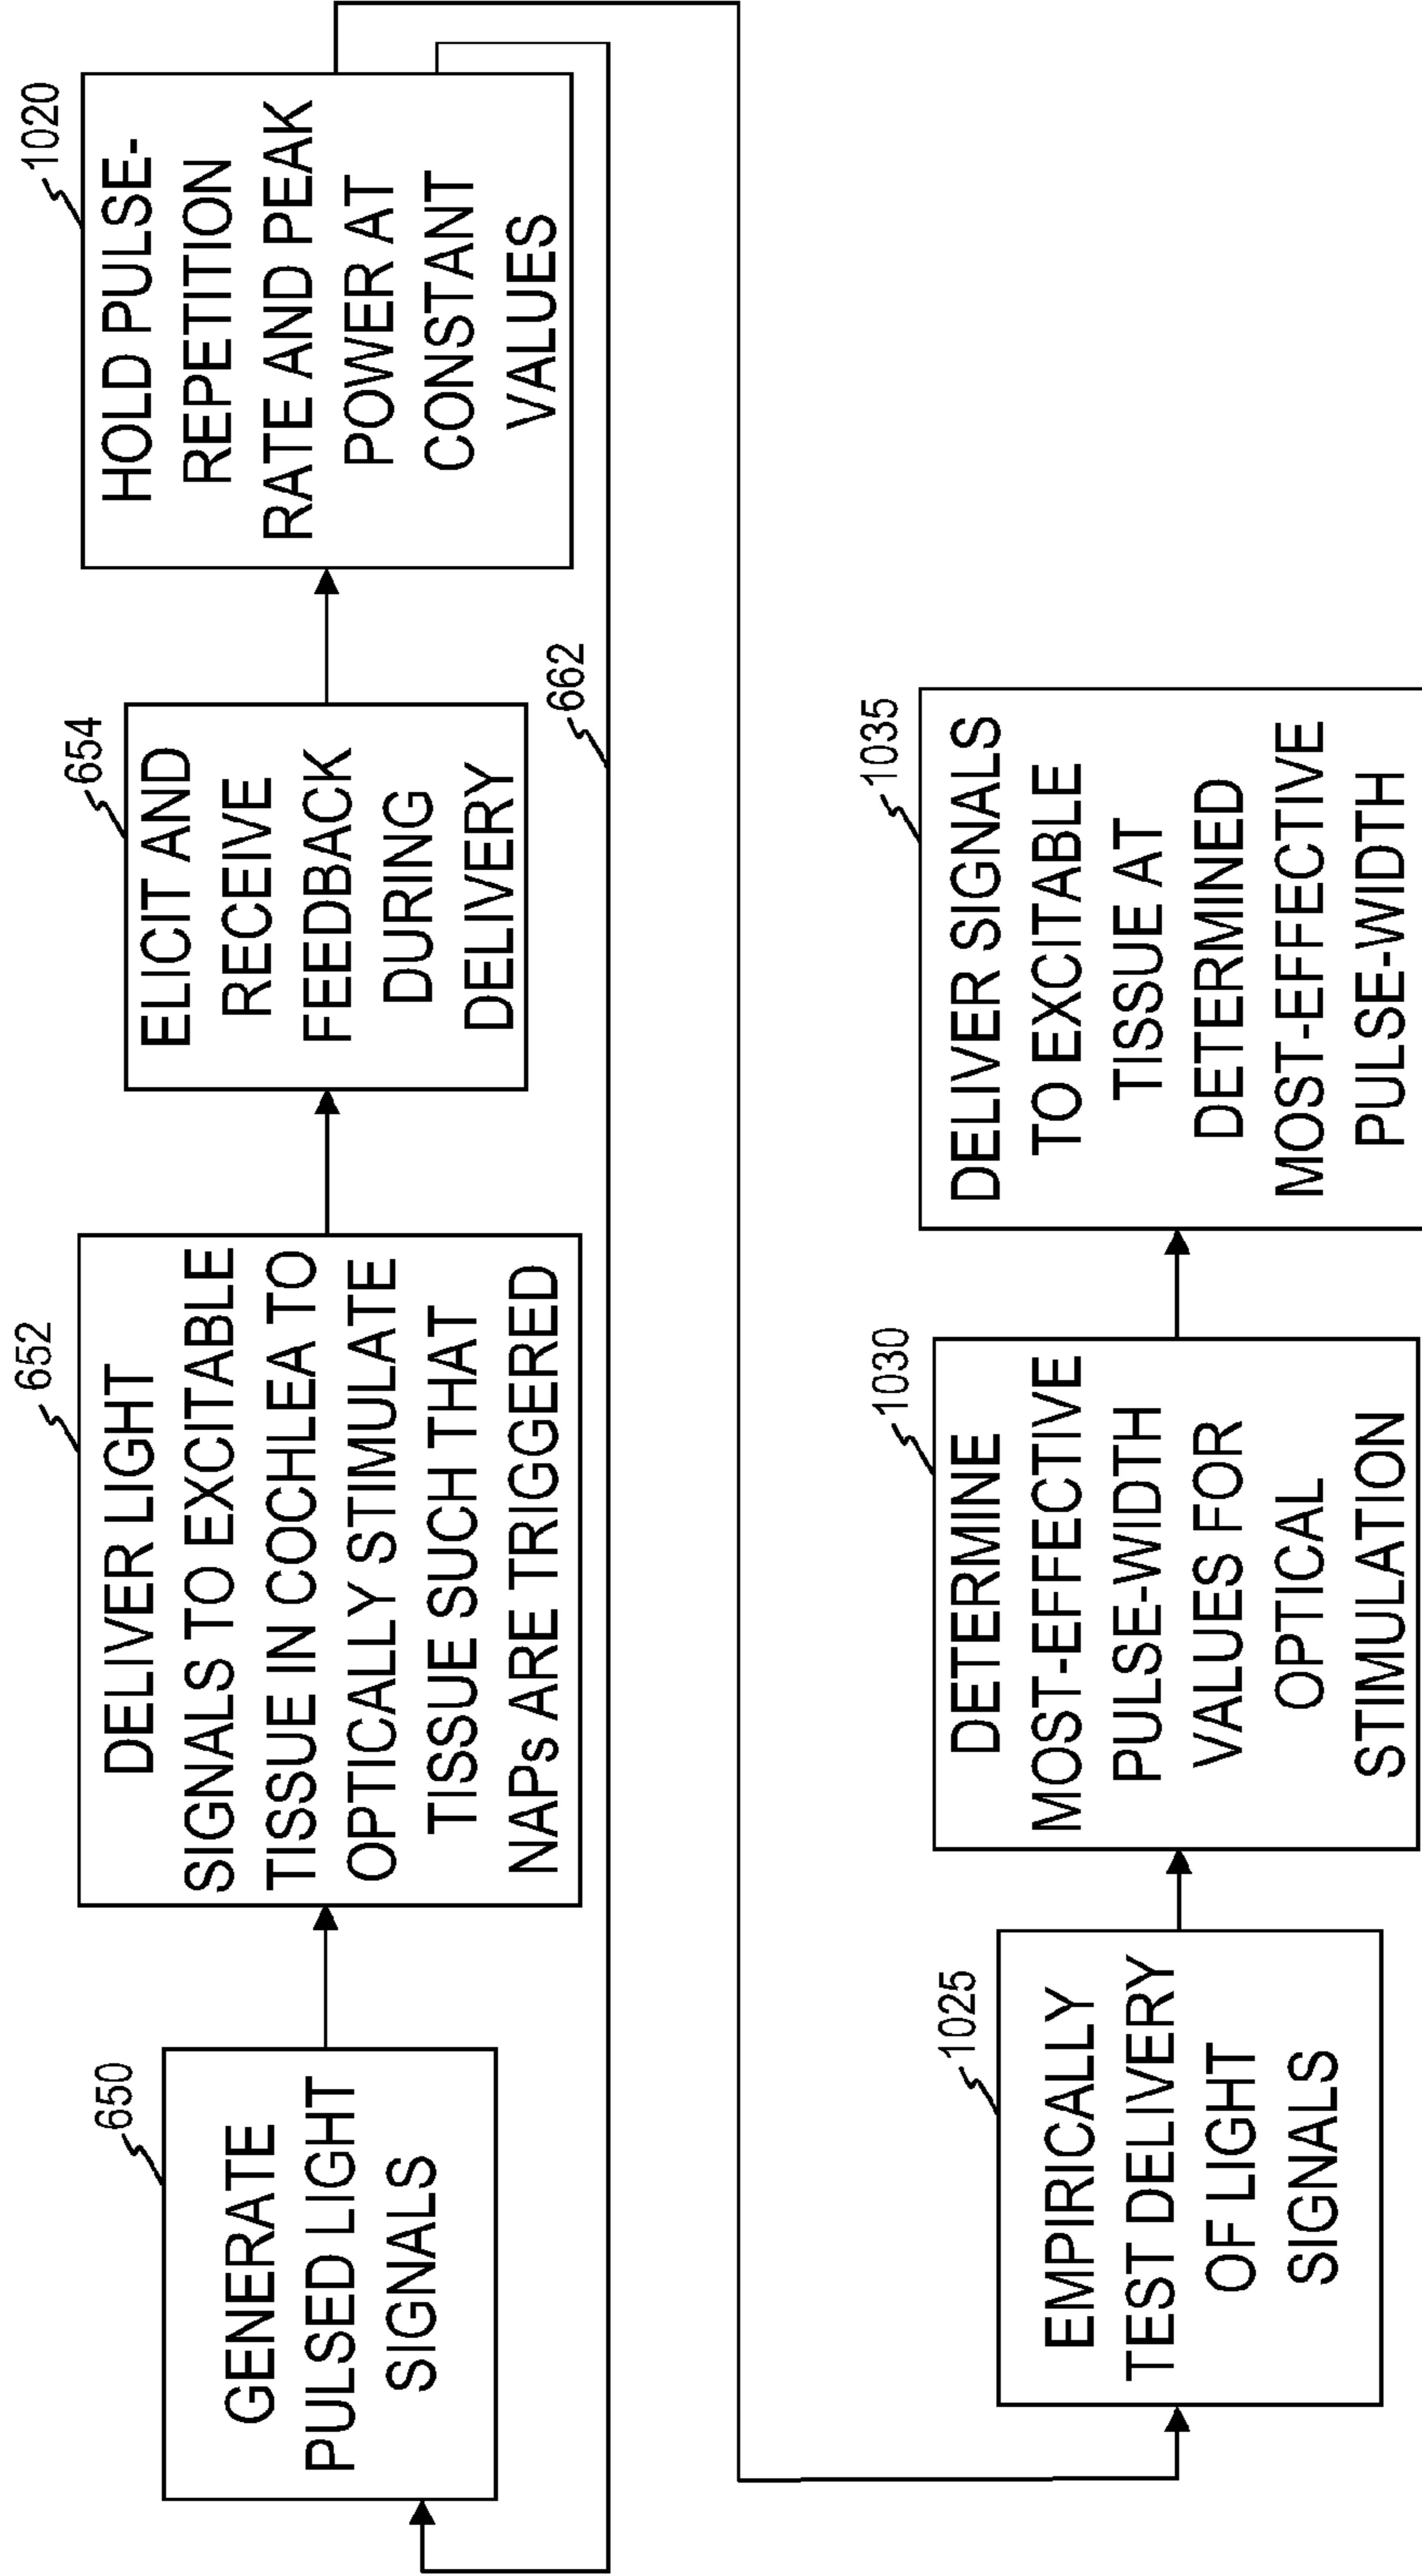 650
GENERATE
PULSED LIGHT
SIGNALS
652
DELIVER LIGHT
SIGNALS TO EXCITABLE
TISSUE IN COCHLEA TO
OPTICALLY STIMULATE
TISSUE SUCH THAT
NAPs ARE TRIGGERED
654
ELICIT AND
RECEIVE
FEEDBACK
DURING
DELIVERY
1020
HOLD PULSE-
REPETITION
RATE AND PEAK
POWER AT
CONSTANT
VALUES
662
1025
EMPIRICALLY
TEST DELIVERY
OF LIGHT
SIGNALS
1030
DETERMINE
MOST-EFFECTIVE
PULSE-WIDTH
VALUES FOR
OPTICAL
STIMULATION
1035
DELIVER SIGNALS
TO EXCITABLE
TISSUE AT
DETERMINED
MOST-EFFECTIVE
PULSE-WIDTH